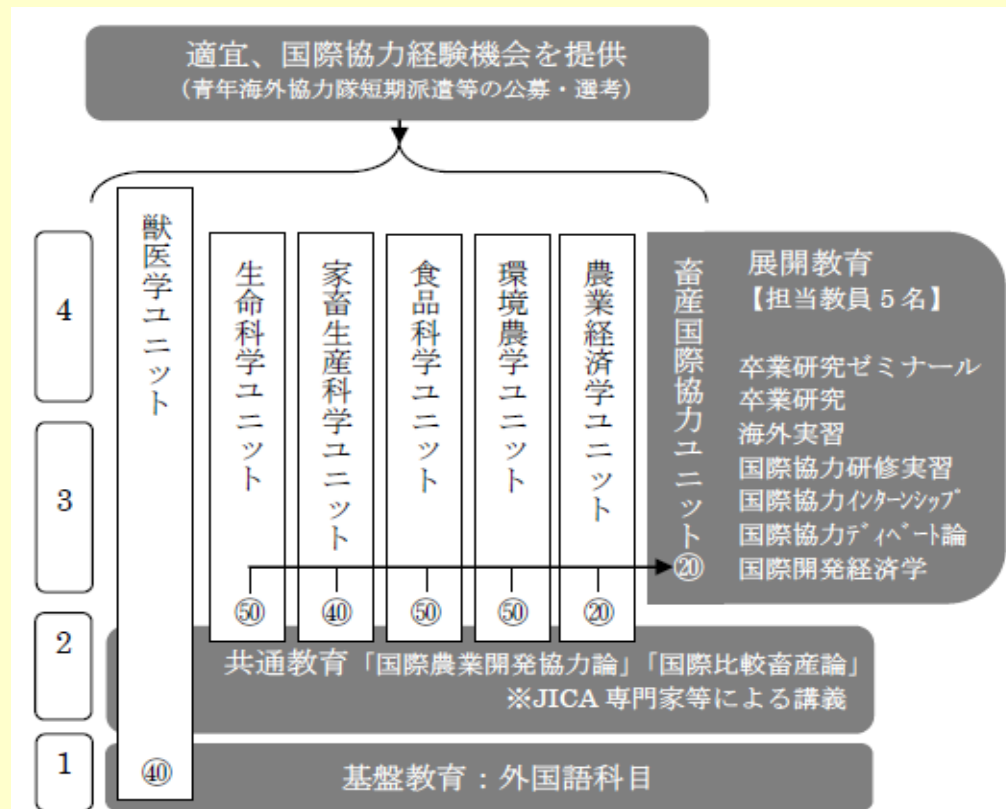 適宜、国際協力経験機会を提供
(青年海外協力隊短期派遣等の公募・選考)
4
3
2
1
獣医学ユニット
㊵
生命科学ユニット
㊿
家畜生産科学ユニット
㊵
食品科学ユニット
㊿
環境農学ユニット
㊿
農業経済学ユニット
⑳
畜産国際協力ユニット
⑳
展開教育
【担当教員 5 名】
卒業研究ゼミナール
卒業研究
海外実習
国際協力研修実習
国際協力ｲﾝﾀｰﾝｼｯﾌﾟ
国際協力ﾃﾞｨﾍﾞｰﾄ論
国際開発経済学
共通教育「国際農業開発協力論」「国際比較畜産論」
※JICA 専門家等による講義
基盤教育：外国語科目